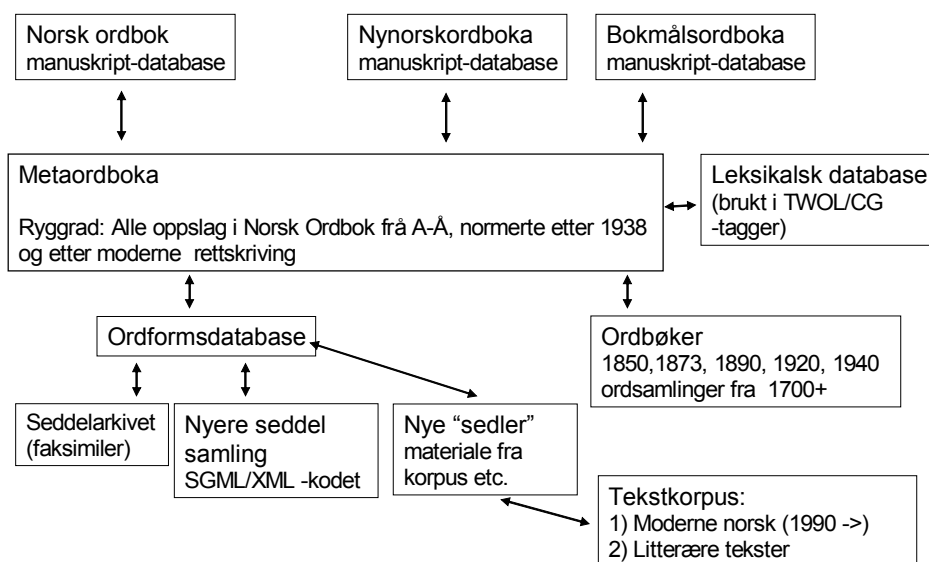 Norsk ordbok
manuskript-database
Nynorskordboka
manuskript-database
Bokmålsordboka
manuskript-database
Metaordboka
Ryggrad: Alle oppslag i Norsk Ordbok frå A-Å, normerte etter 1938
og etter moderne rettskriving
Leksikalsk database
(brukt i TWOL/CG
-tagger)
Ordformsdatabase
Ordbøker
1850,1873, 1890, 1920, 1940
ordsamlinger fra 1700+
Seddelarkivet
(faksimiler)
Nyere seddel
samling
SGML/XML -kodet
Nye “sedler”
materiale fra
korpus etc.
Tekstkorpus:
1) Moderne norsk (1990 ->)
2) Litterære tekster